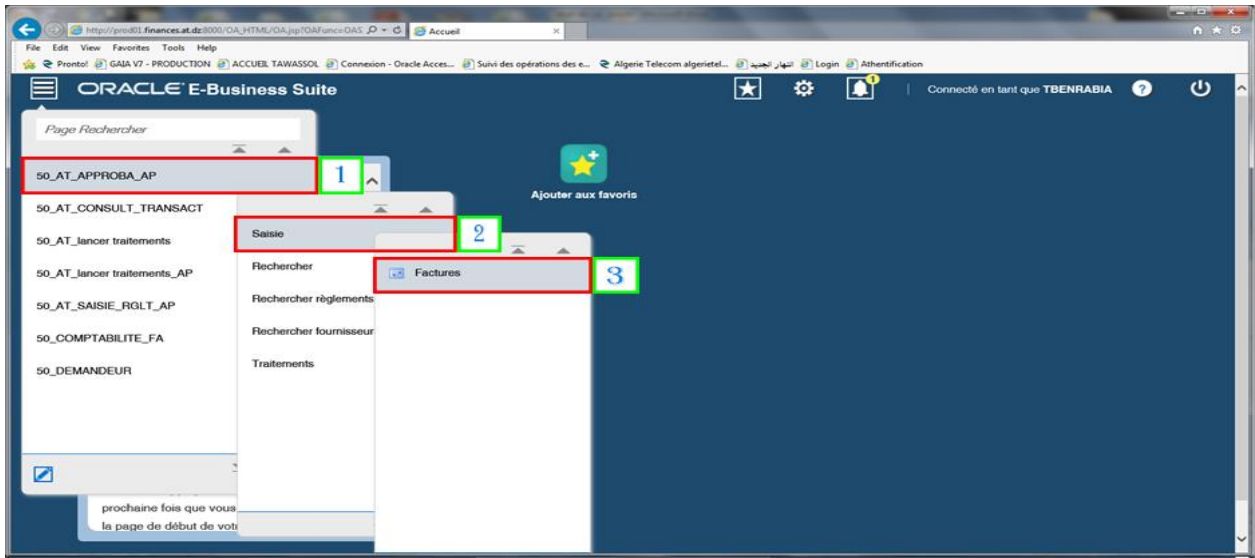 http://prod01.finances.at.dz:8000/OA_HTML/OA.jsp?OAFunc=OAS
Accueil
File Edit View Favorites Tools Help
Pronto! GAIA V7 - PRODUCTION ACCUEIL TAWASSOL Connexion - Oracle Acces... Suivi des opérations des e... Algerie Telecom algerietel... النهار الجديد Login Athentification
ORACLE E-Business Suite
1
Connecté en tant que TBENRABIA
?
Page Rechercher
50_AT_APPROBA_AP
1
Ajouter aux favoris
50_AT_CONSULT_TRANSACT
50_AT_lancer traitements
50_AT_lancer traitements_AP
50_AT_SAISIE_RGLT_AP
50_COMPTABILITE_FA
50_DEMANDEUR
Saisie
2
Rechercher
Rechercher règlements
Rechercher fournisseur
Traitements
Factures
3
prochaine fois que vous
la page de début de votr